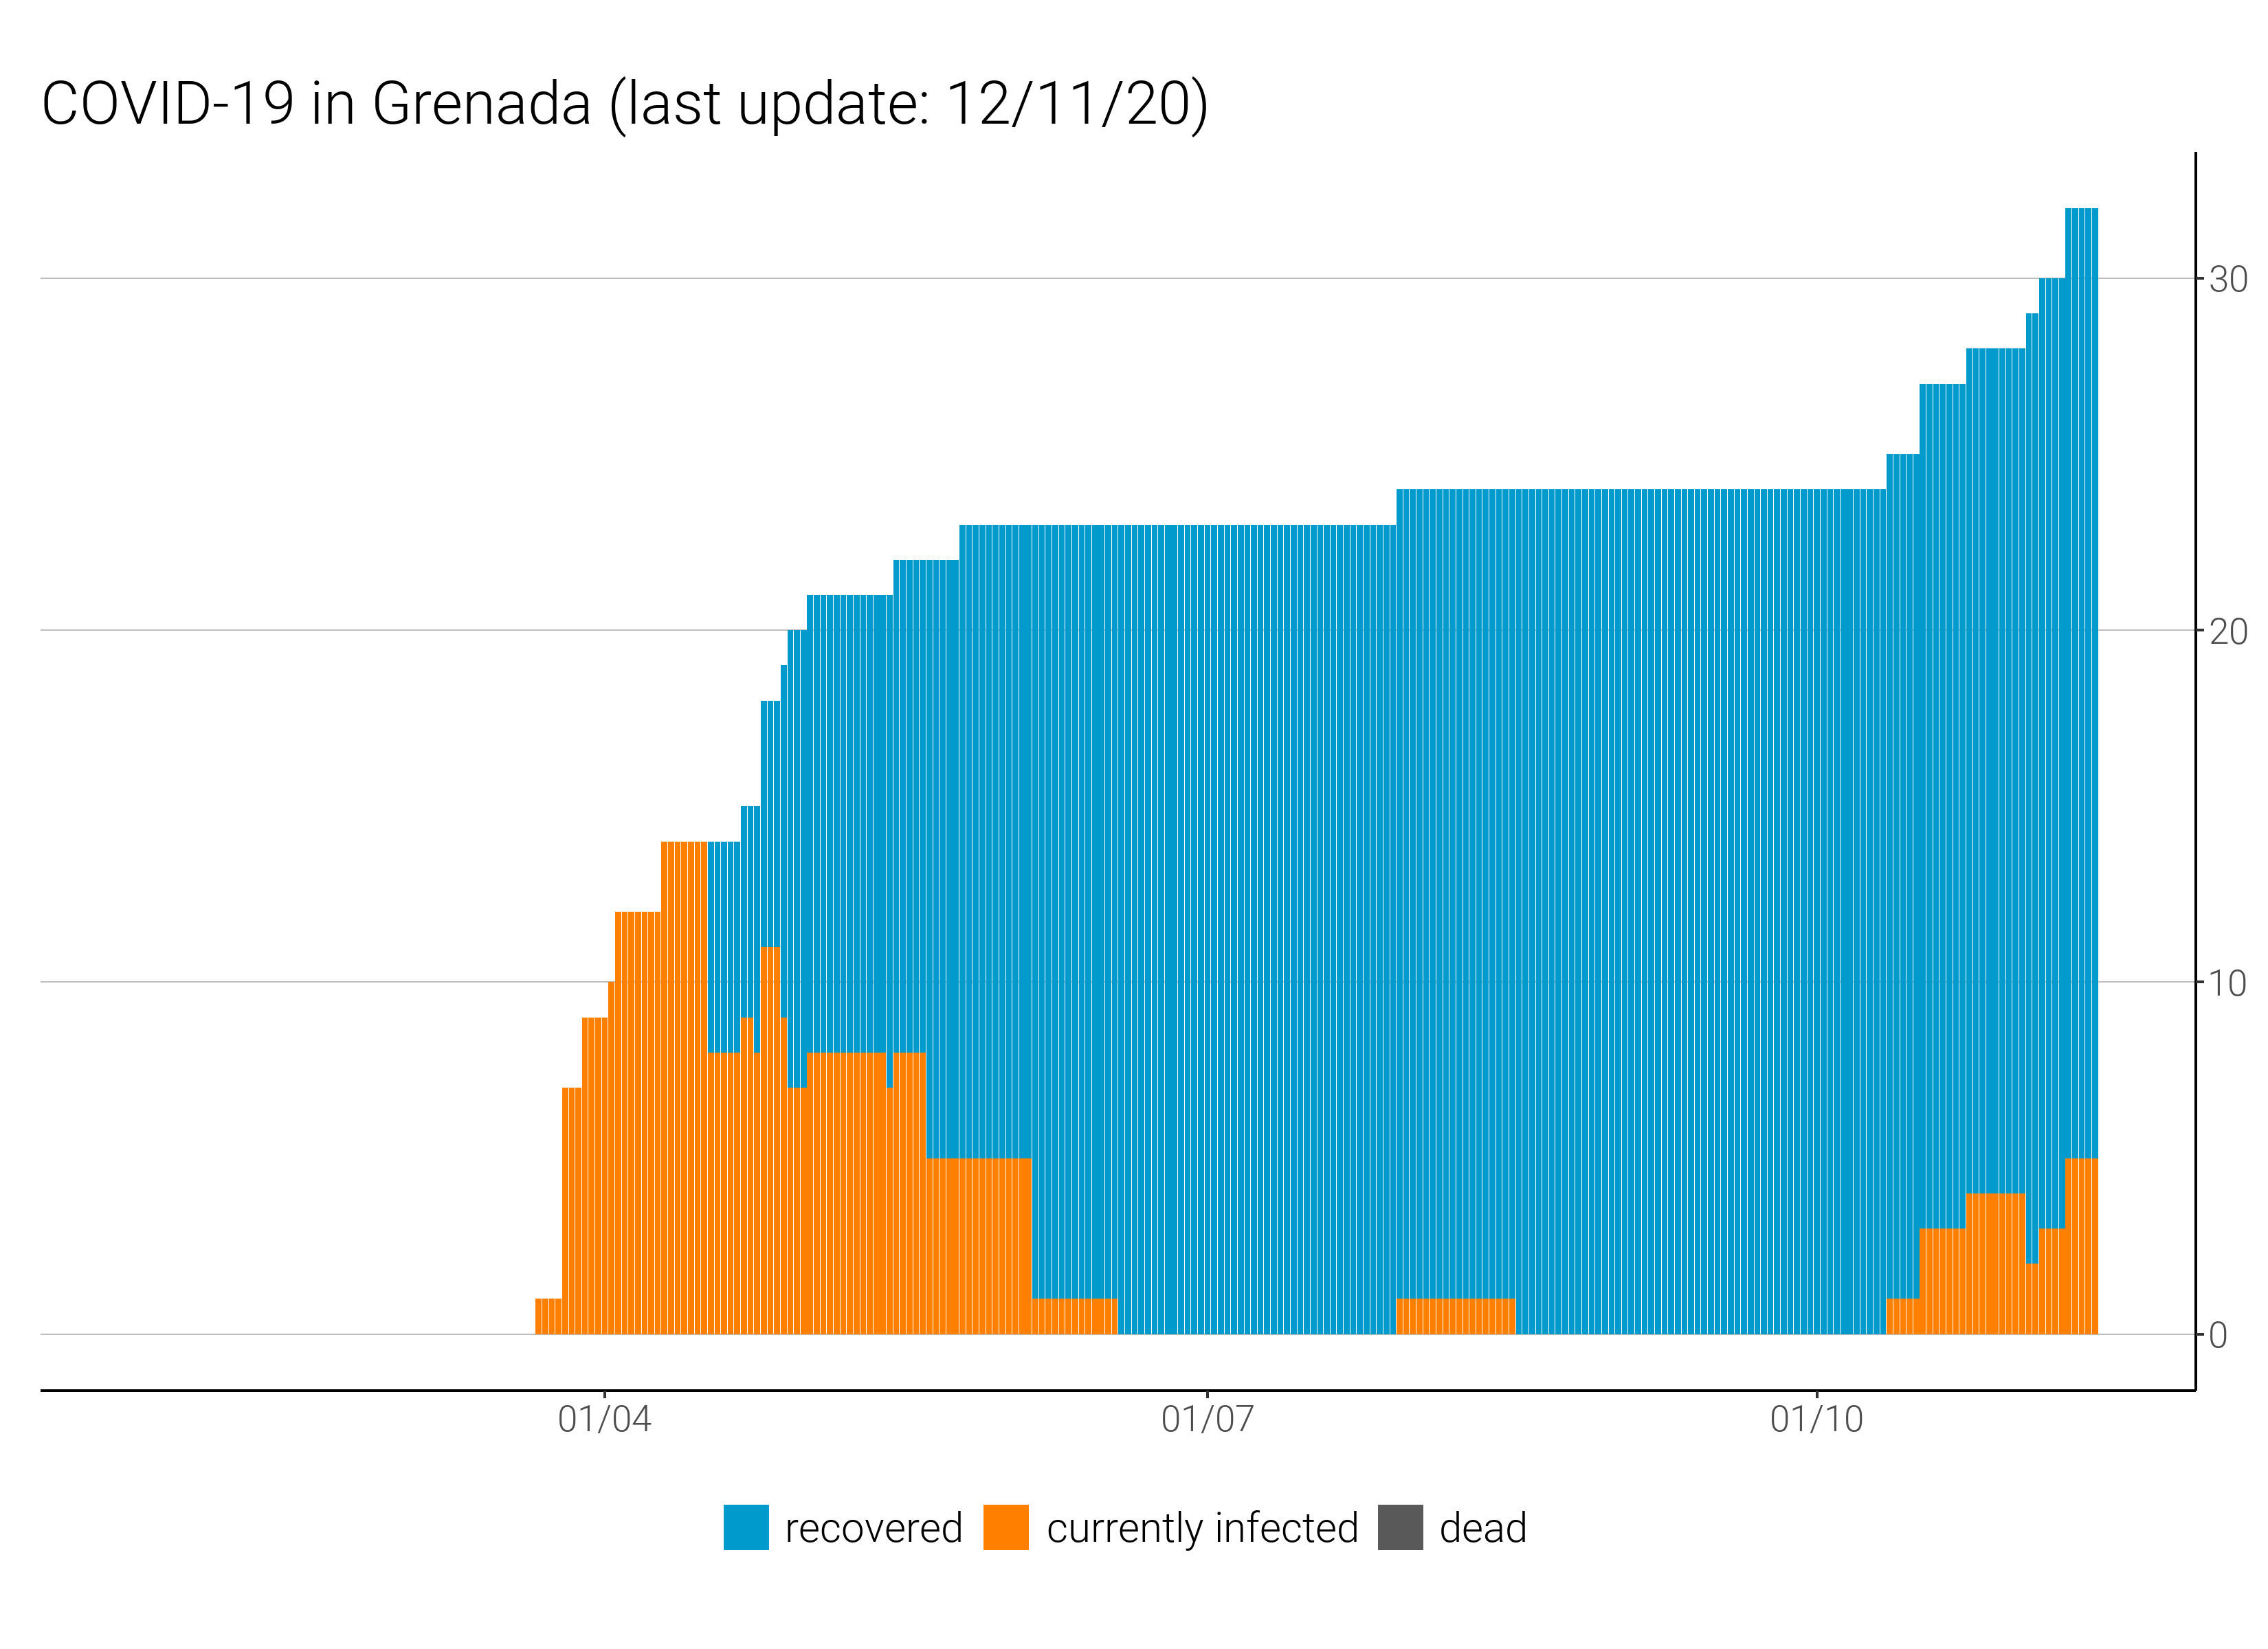 COVID-19 in Grenada (last update: 12/11/20)
30
20
10
0
01/04 01/07 01/10
recovered currently infected dead